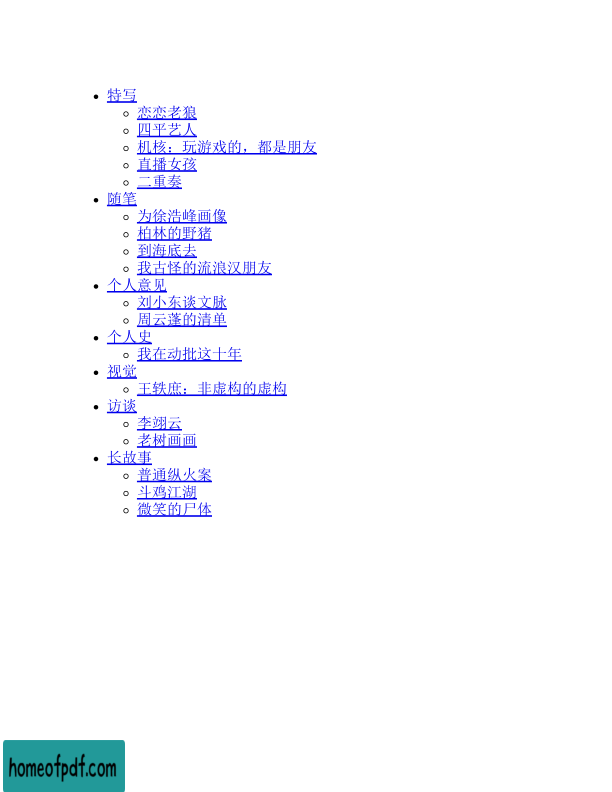 特写
恋恋老狼
四平艺人
机核：玩游戏的，都是朋友
直播女孩
二重奏
随笔
为徐浩峰画像
柏林的野猪
到海底去
我古怪的流浪汉朋友
个人意见
刘小东谈文脉
周云蓬的清单
个人史
我在动批这十年
视觉
王轶庶：非虚构的虚构
访谈
李翊云
老树画画
长故事
普通纵火案
斗鸡江湖
微笑的尸体
homeofpdf.com